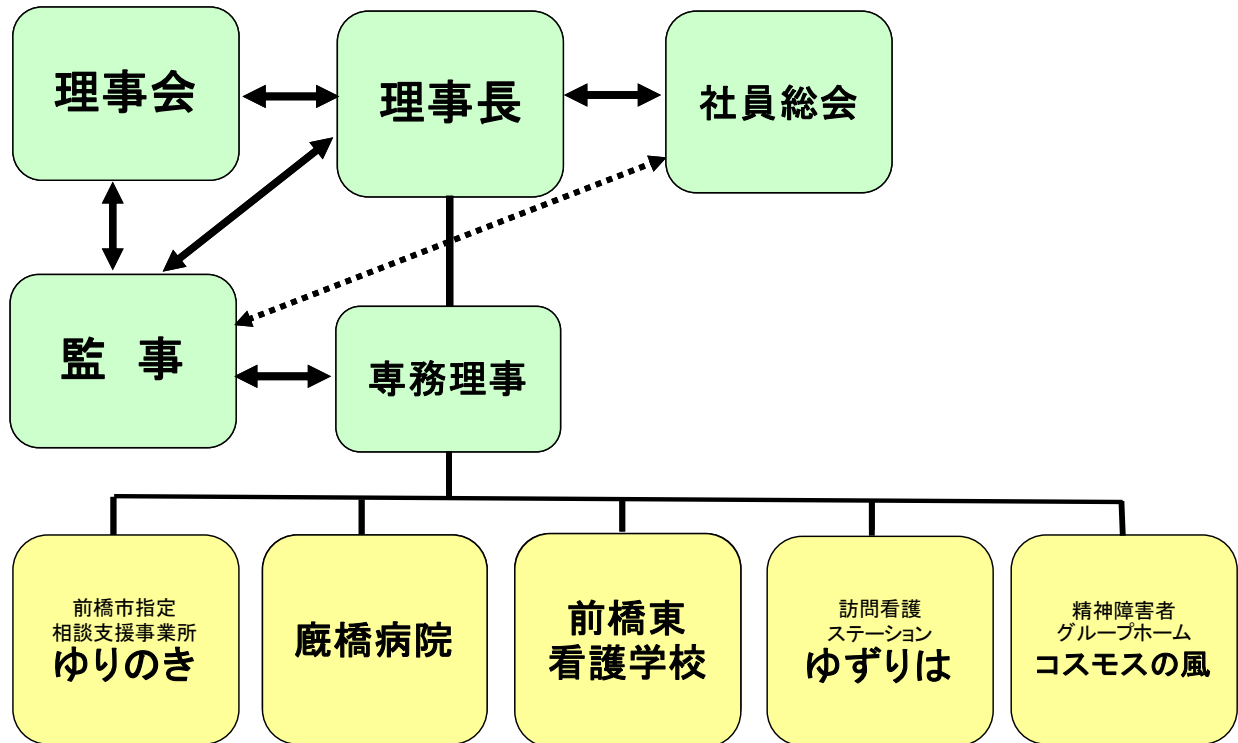 理事会
理事長
社員総会
監　事
専務理事
前橋市指定
相談支援事業所
ゆりのき
厩橋病院
前橋東
看護学校
訪問看護
ステーション
ゆずりは
精神障害者
グループホーム
コスモスの風